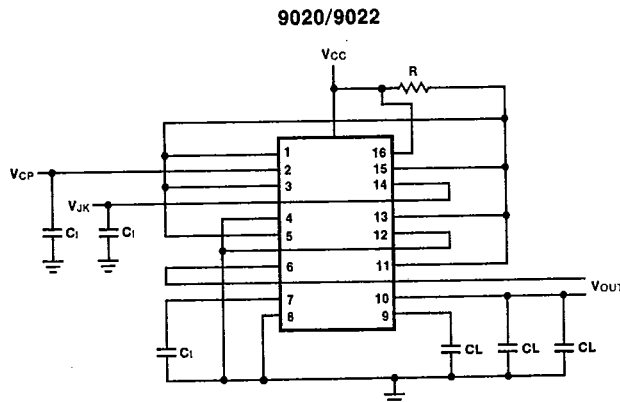 9020/9022
VCC
R
1 16
VCP 2 15
3 14
VJK
4 13
CI CI 5 12
6 11
7 10 VOUT
8 9
CI CL CL CL